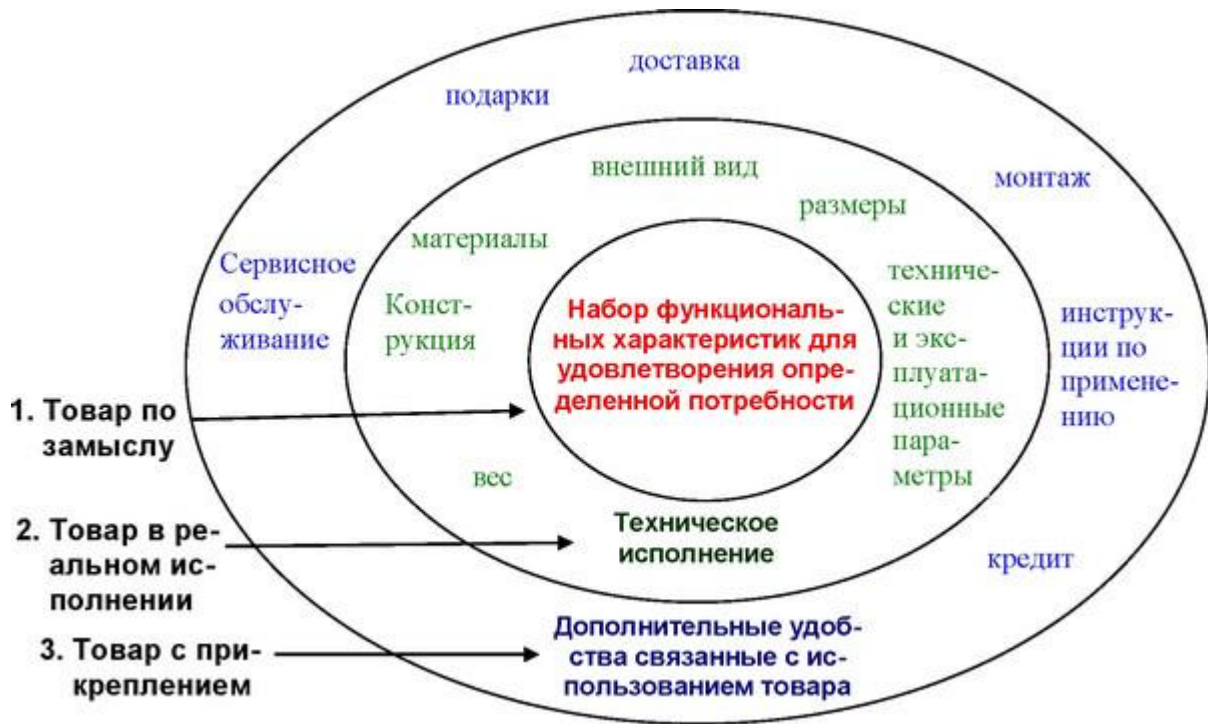 доставка
подарки
внешний вид
монтаж
размеры
материалы
Сервисное
обслу-
живание
Конст-
рукция
Набор функциональ-
ных характеристик для
удовлетворения опре-
деленной потребности
техниче-
ские
и экс-
плуата-
ционные
пара-
метры
инструк-
ции по
примене-
нию
1. Товар по
замыслу
вес
2. Товар в ре-
альном ис-
полнении
Техническое
исполнение
кредит
3. Товар с при-
креплением
Дополнительные удоб-
ства связанные с ис-
пользованием товара